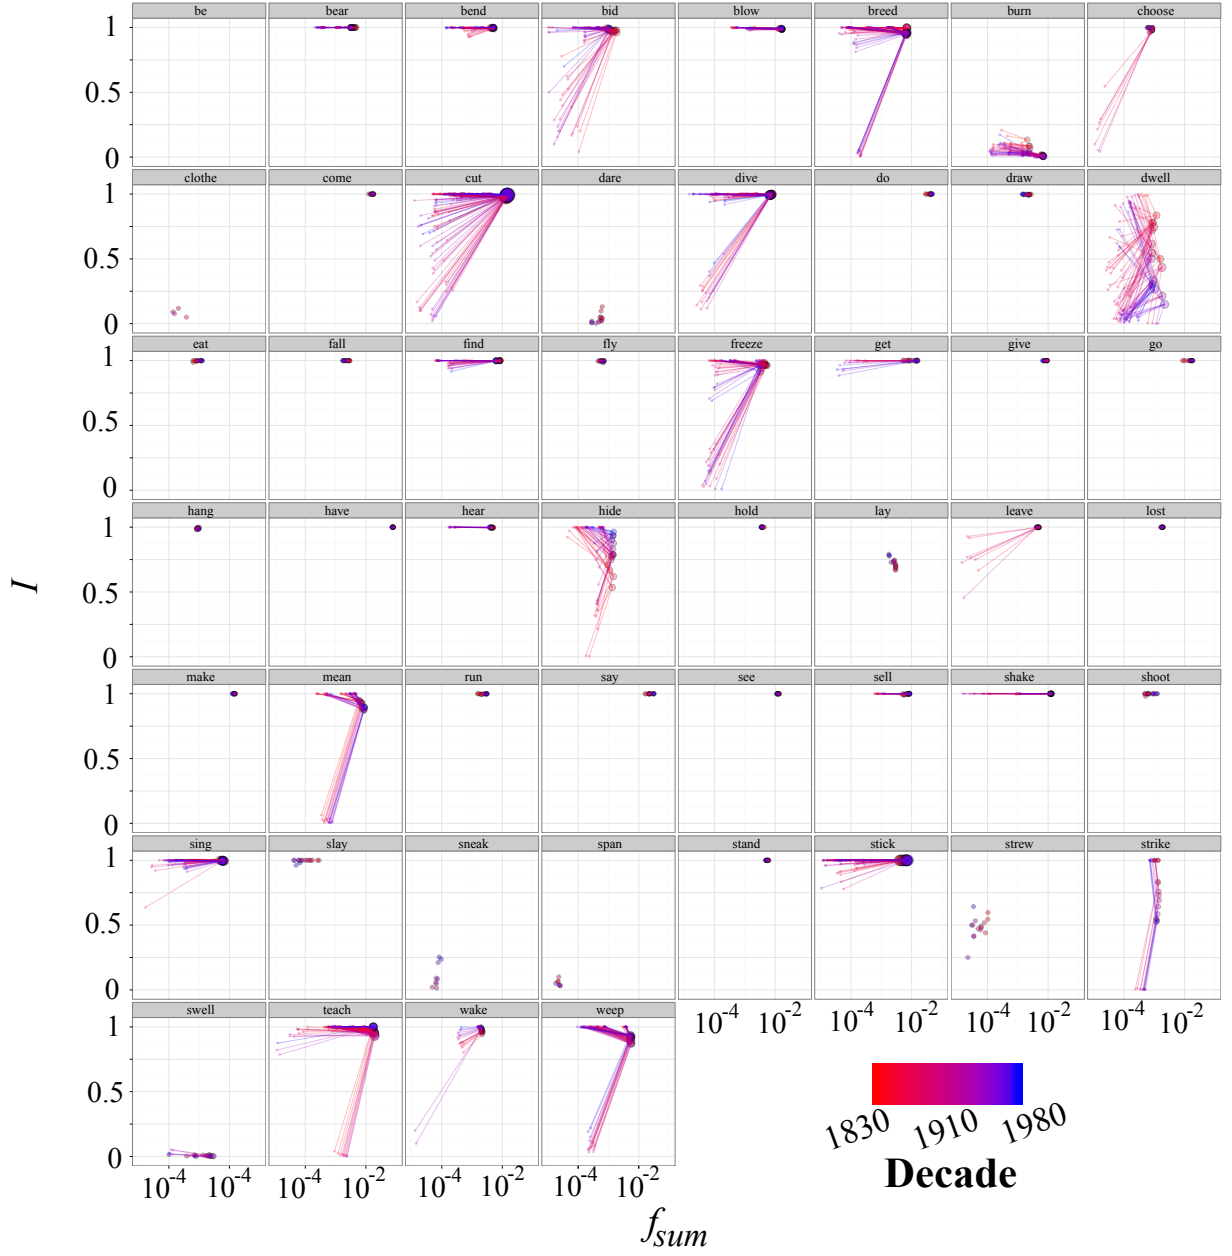 be bear bend bid blow breed burn choose
1
0.5
0
clothe come cut dare dive do draw dwell
1
0.5
0
eat fall find fly freeze get give go
1
0.5
0
hang have hear hide hold lay leave lost
1
0.5
0
make mean run say see sell shake shoot
1
0.5
0
sing slay sneak span stand stick strew strike
1
0.5
0
10-4 10-2 10-4 10-2 10-4 10-2 10-4 10-2
swell teach wake weep
1
0.5
0
10-4 10-4 10-4 10-2 10-4 10-2 10-4 10-2
I
fsum
1830 1910 1980
Decade